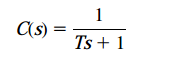 C(s) = 1 / Ts + 1